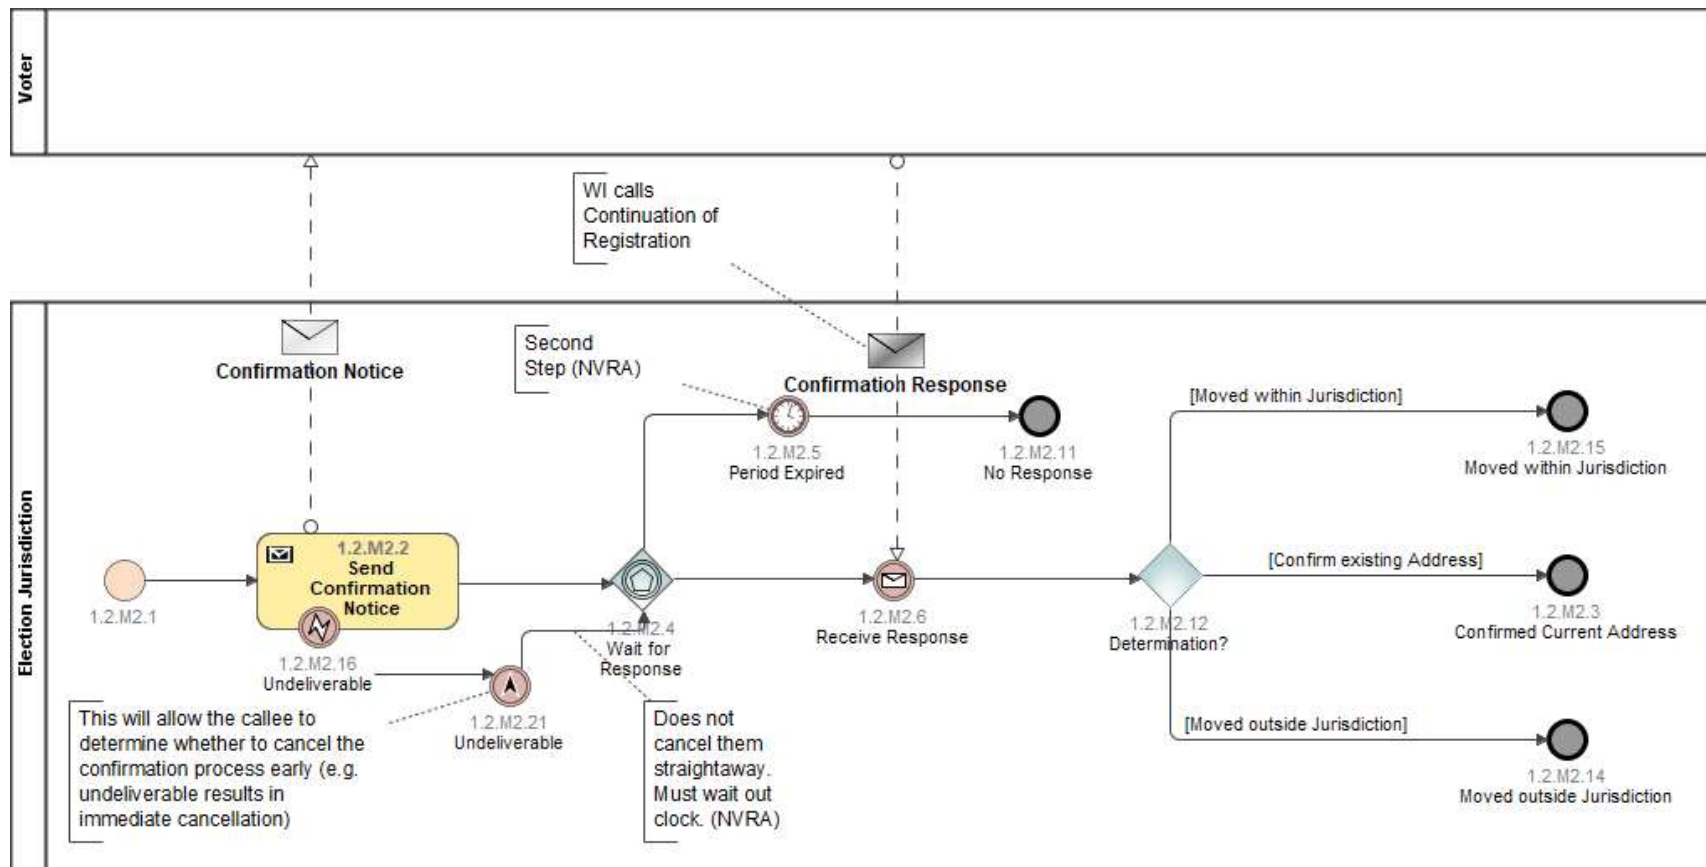 Voter
WI calls
Continuation of
Registration
Election Jurisdiction
Confirmation Notice
Second
Step (NVRA)
Confirmation Response
1.2.M2.5
Period Expired
1.2.M2.11
No Response
[Moved within Jurisdiction]
1.2.M2.15
Moved within Jurisdiction
1.2.M2.1
1.2.M2.2
Send
Confirmation
Notice
1.2.M2.16
Undeliverable
1.2.M2.4
Wait for
Response
1.2.M2.6
Receive Response
1.2.M2.12
Determination?
[Confirm existing Address]
1.2.M2.3
Confirmed Current Address
1.2.M2.21
Undeliverable
This will allow the callee to
determine whether to cancel the
confirmation process early (e.g.
undeliverable results in
immediate cancellation)
Does not
cancel them
straightaway.
Must wait out
clock. (NVRA)
[Moved outside Jurisdiction]
1.2.M2.14
Moved outside Jurisdiction